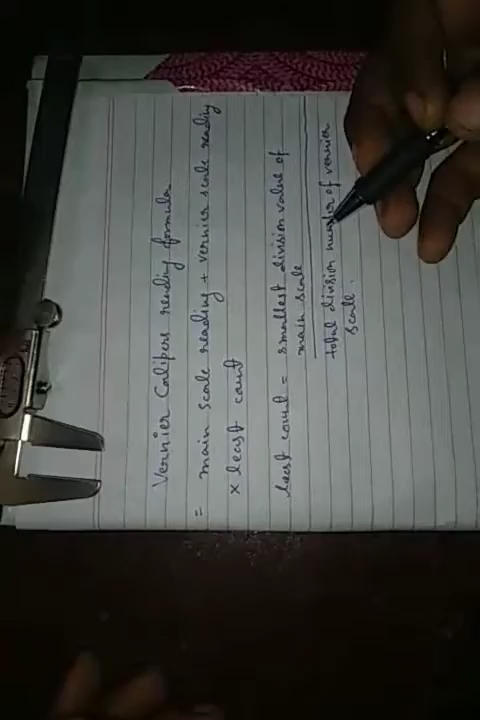 Vernier Calipers reading formula
= main scale reading + vernier scale reading
× least count
least count = smallest division value of
main scale
total division number of vernier
scale.